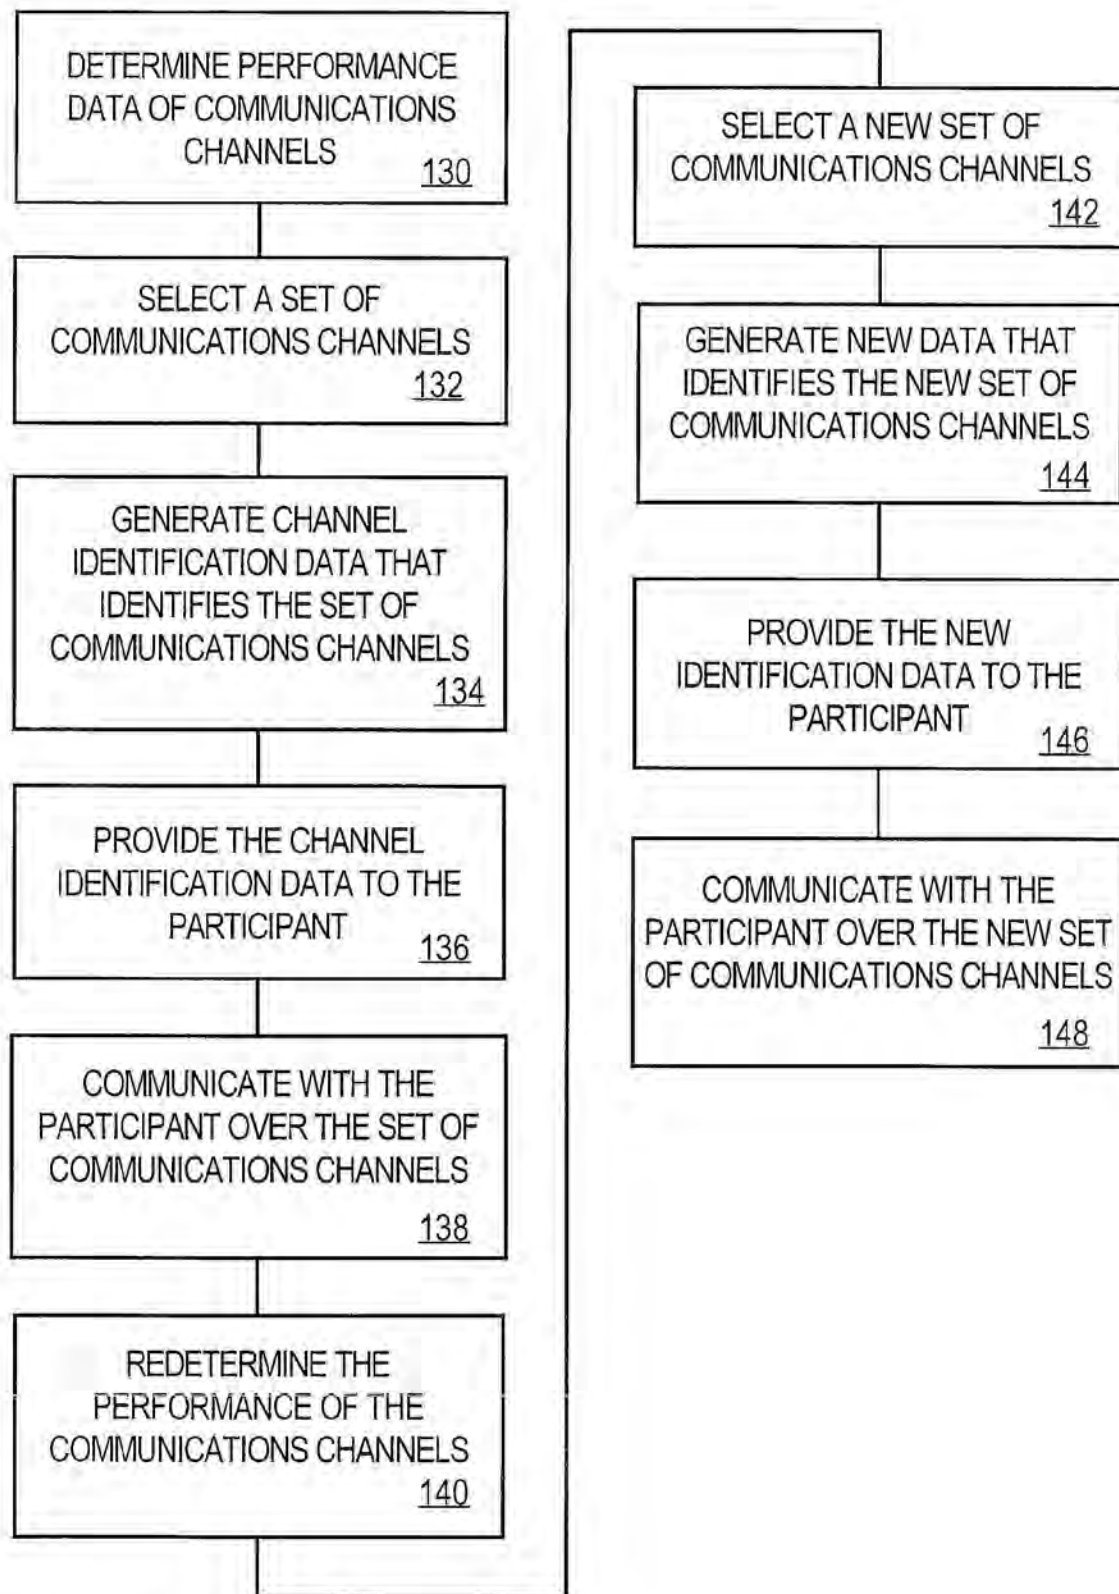 DETERMINE PERFORMANCE
DATA OF COMMUNICATIONS
CHANNELS
130
SELECT A SET OF
COMMUNICATIONS CHANNELS
132
GENERATE CHANNEL
IDENTIFICATION DATA THAT
IDENTIFIES THE SET OF
COMMUNICATIONS CHANNELS
134
PROVIDE THE CHANNEL
IDENTIFICATION DATA TO THE
PARTICIPANT
136
COMMUNICATE WITH THE
PARTICIPANT OVER THE SET OF
COMMUNICATIONS CHANNELS
138
REDETERMINE THE
PERFORMANCE OF THE
COMMUNICATIONS CHANNELS
140
SELECT A NEW SET OF
COMMUNICATIONS CHANNELS
142
GENERATE NEW DATA THAT
IDENTIFIES THE NEW SET OF
COMMUNICATIONS CHANNELS
144
PROVIDE THE NEW
IDENTIFICATION DATA TO THE
PARTICIPANT
146
COMMUNICATE WITH THE
PARTICIPANT OVER THE NEW SET
OF COMMUNICATIONS CHANNELS
148